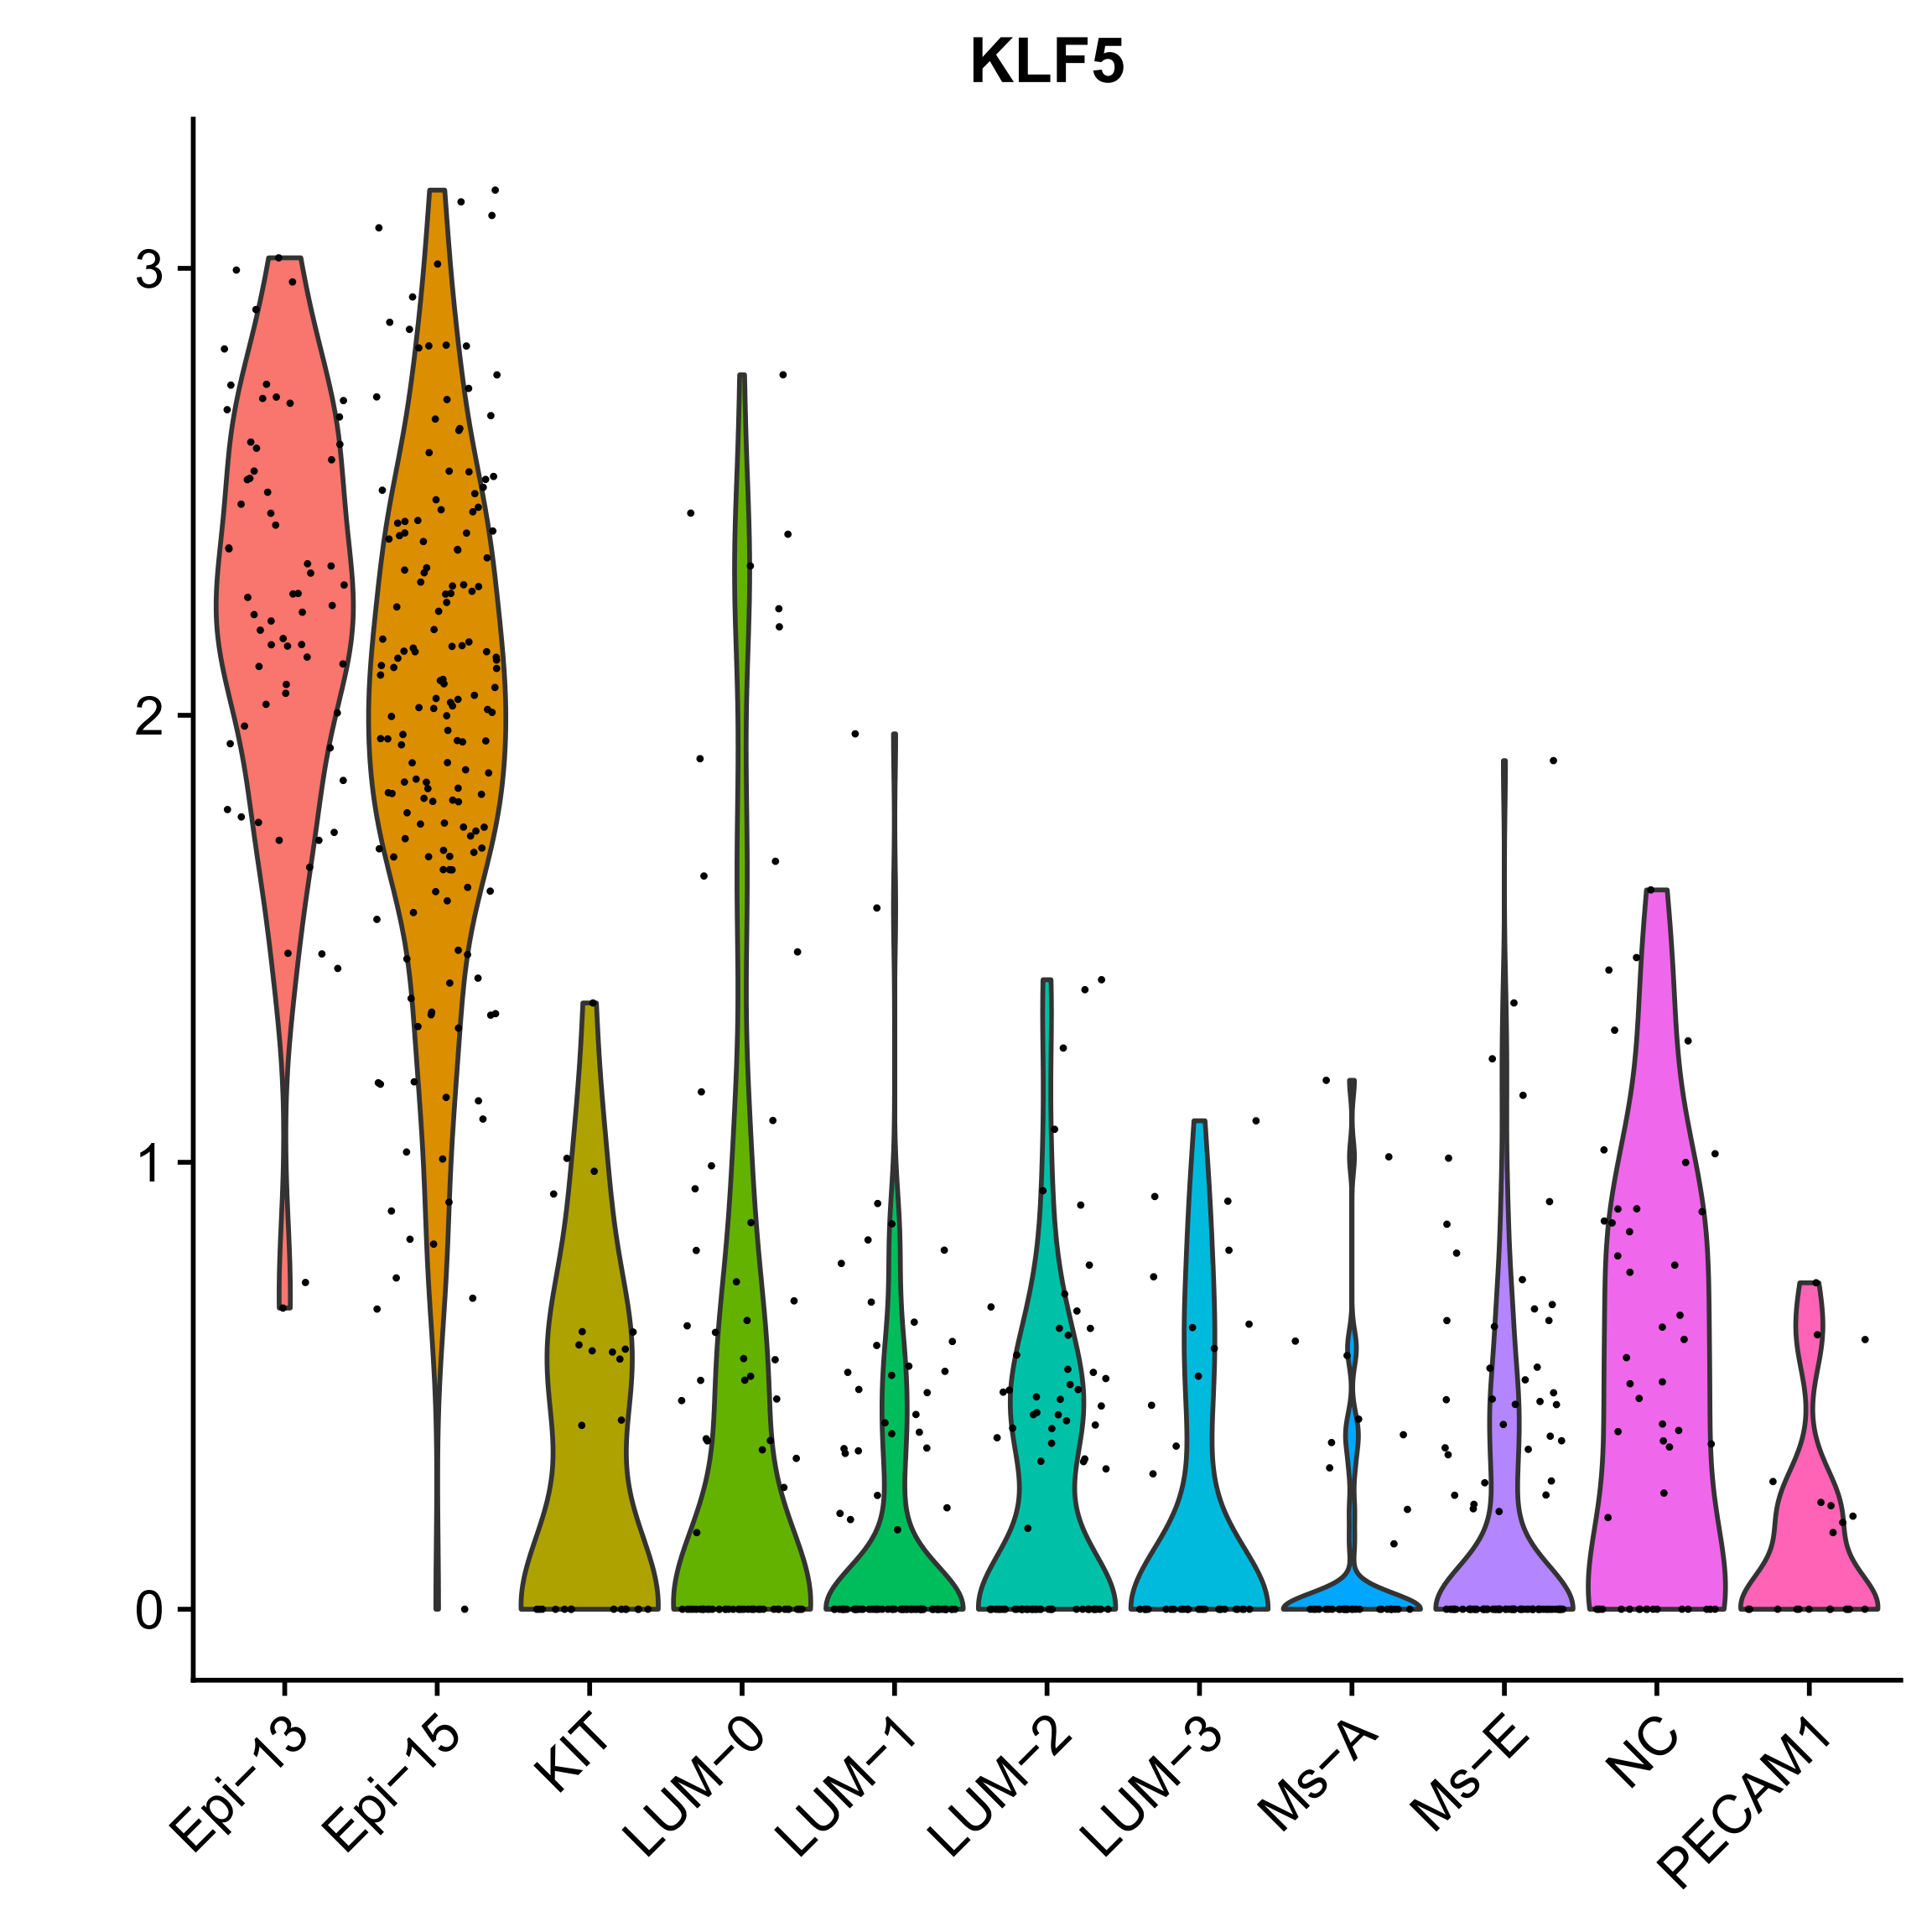 KLF5
3
2
1
0
Epi-13
Epi-15
KIT
LUM-0
LUM-1
LUM-2
LUM-3
Ms-A
Ms-E
NC
PECAM1